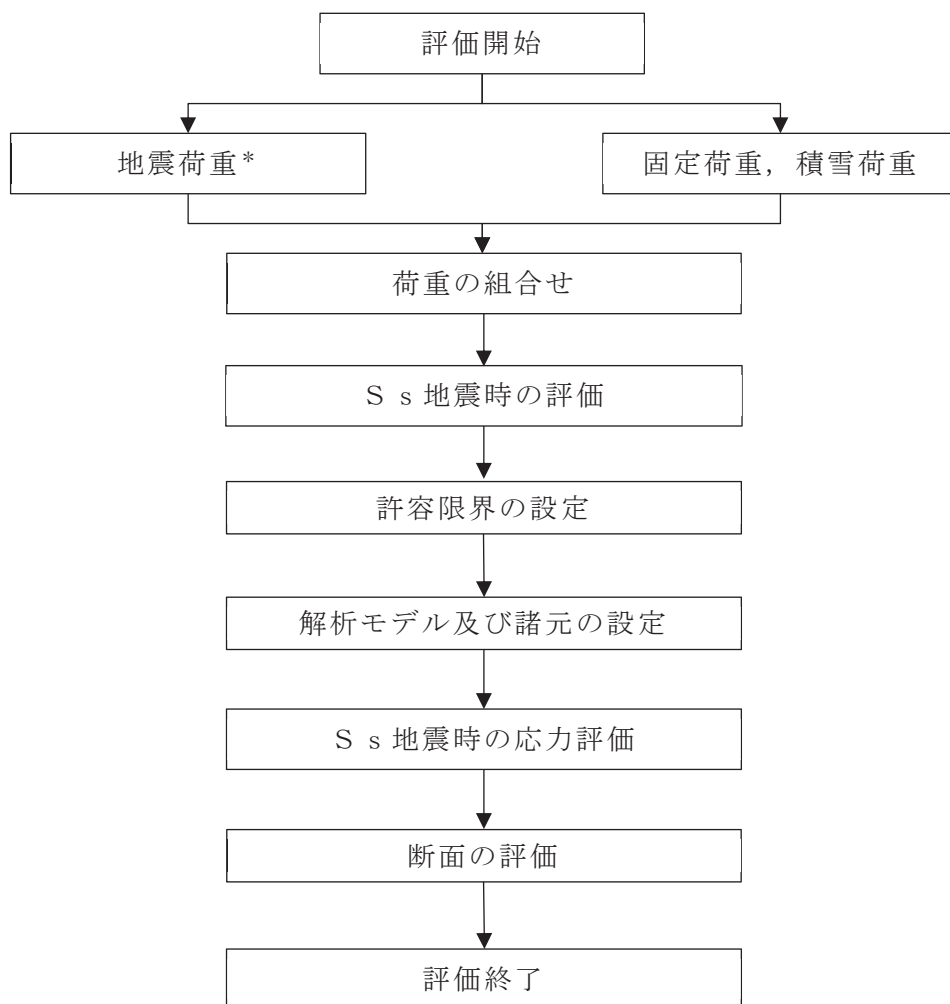 評価開始
地震荷重*
固定荷重，積雪荷重
荷重の組合せ
Ｓｓ地震時の評価
許容限界の設定
解析モデル及び諸元の設定
Ｓｓ地震時の応力評価
断面の評価
評価終了